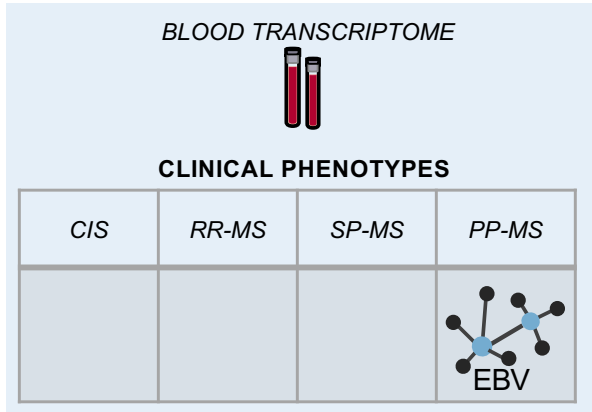 BLOOD TRANSCRIPTOME
CLINICAL PHENOTYPES
CIS RR-MS SP-MS PP-MS
EBV